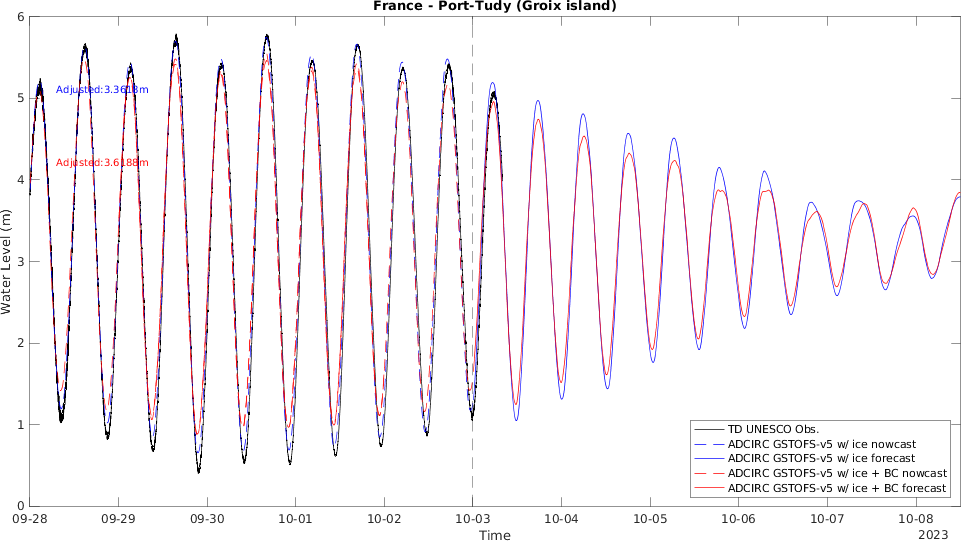 France - Port-Tudy (Groix island)
6
5
4
3
2
1
0
Water Level (m)
Adjusted:3.3613m
Adjusted:3.6188m
TD UNESCO Obs.
ADCIRC GSTOFS-v5 w/ ice nowcast
ADCIRC GSTOFS-v5 w/ ice forecast
ADCIRC GSTOFS-v5 w/ ice + BC nowcast
ADCIRC GSTOFS-v5 w/ ice + BC forecast
09-28 09-29 09-30 10-01 10-02 10-03 10-04 10-05 10-06 10-07 10-08
Time
2023